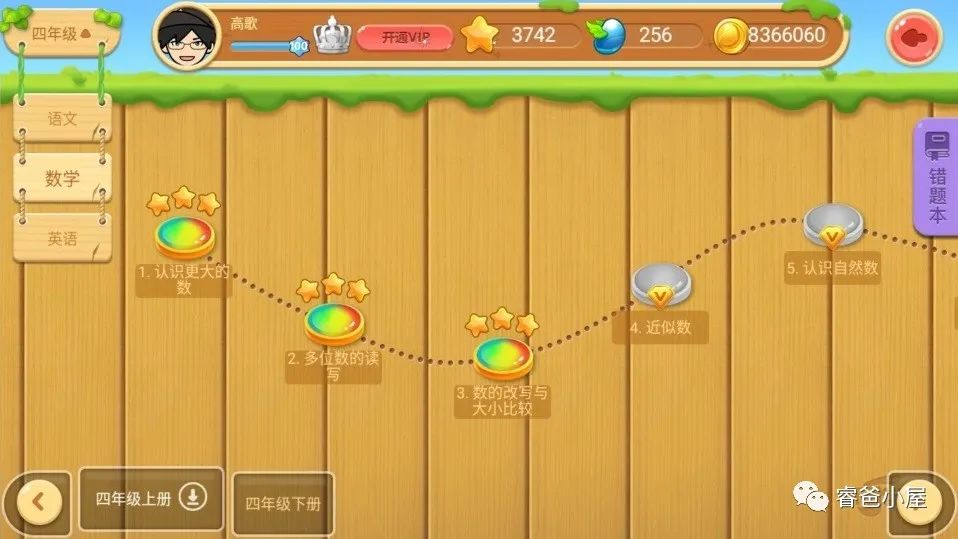 四年级
高歌
100
开通VIP
3742
256
8366060
语文
数学
英语
错题本
1. 认识更大的
数
2. 多位数的读
写
3. 数的改写与
大小比较
4. 近似数
5. 认识自然数
四年级上册
四年级下册
睿爸小屋